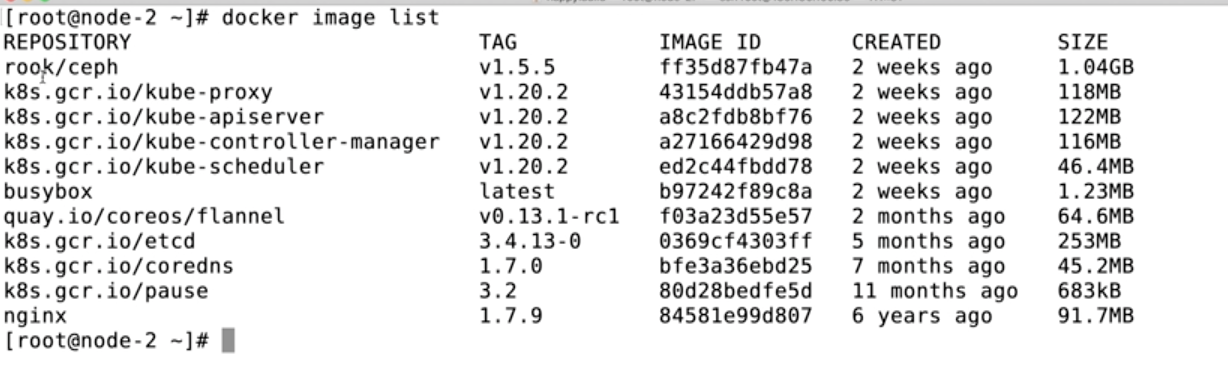 [root@node-2 ~]# docker image list
REPOSITORY TAG IMAGE ID CREATED SIZE
rook/ceph v1.5.5 ff35d87fb47a 2 weeks ago 1.04GB
k8s.gcr.io/kube-proxy v1.20.2 43154ddb57a8 2 weeks ago 118MB
k8s.gcr.io/kube-apiserver v1.20.2 a8c2fdb8bf76 2 weeks ago 122MB
k8s.gcr.io/kube-controller-manager v1.20.2 a27166429d98 2 weeks ago 116MB
k8s.gcr.io/kube-scheduler v1.20.2 ed2c44fbdd78 2 weeks ago 46.4MB
busybox latest b97242f89c8a 2 weeks ago 1.23MB
quay.io/coreos/flannel v0.13.1-rc1 f03a23d55e57 2 months ago 64.6MB
k8s.gcr.io/etcd 3.4.13-0 0369cf4303ff 5 months ago 253MB
k8s.gcr.io/coredns 1.7.0 bfe3a36ebd25 7 months ago 45.2MB
k8s.gcr.io/pause 3.2 80d28bedfe5d 11 months ago 683kB
nginx 1.7.9 84581e99d807 6 years ago 91.7MB
[root@node-2 ~]#